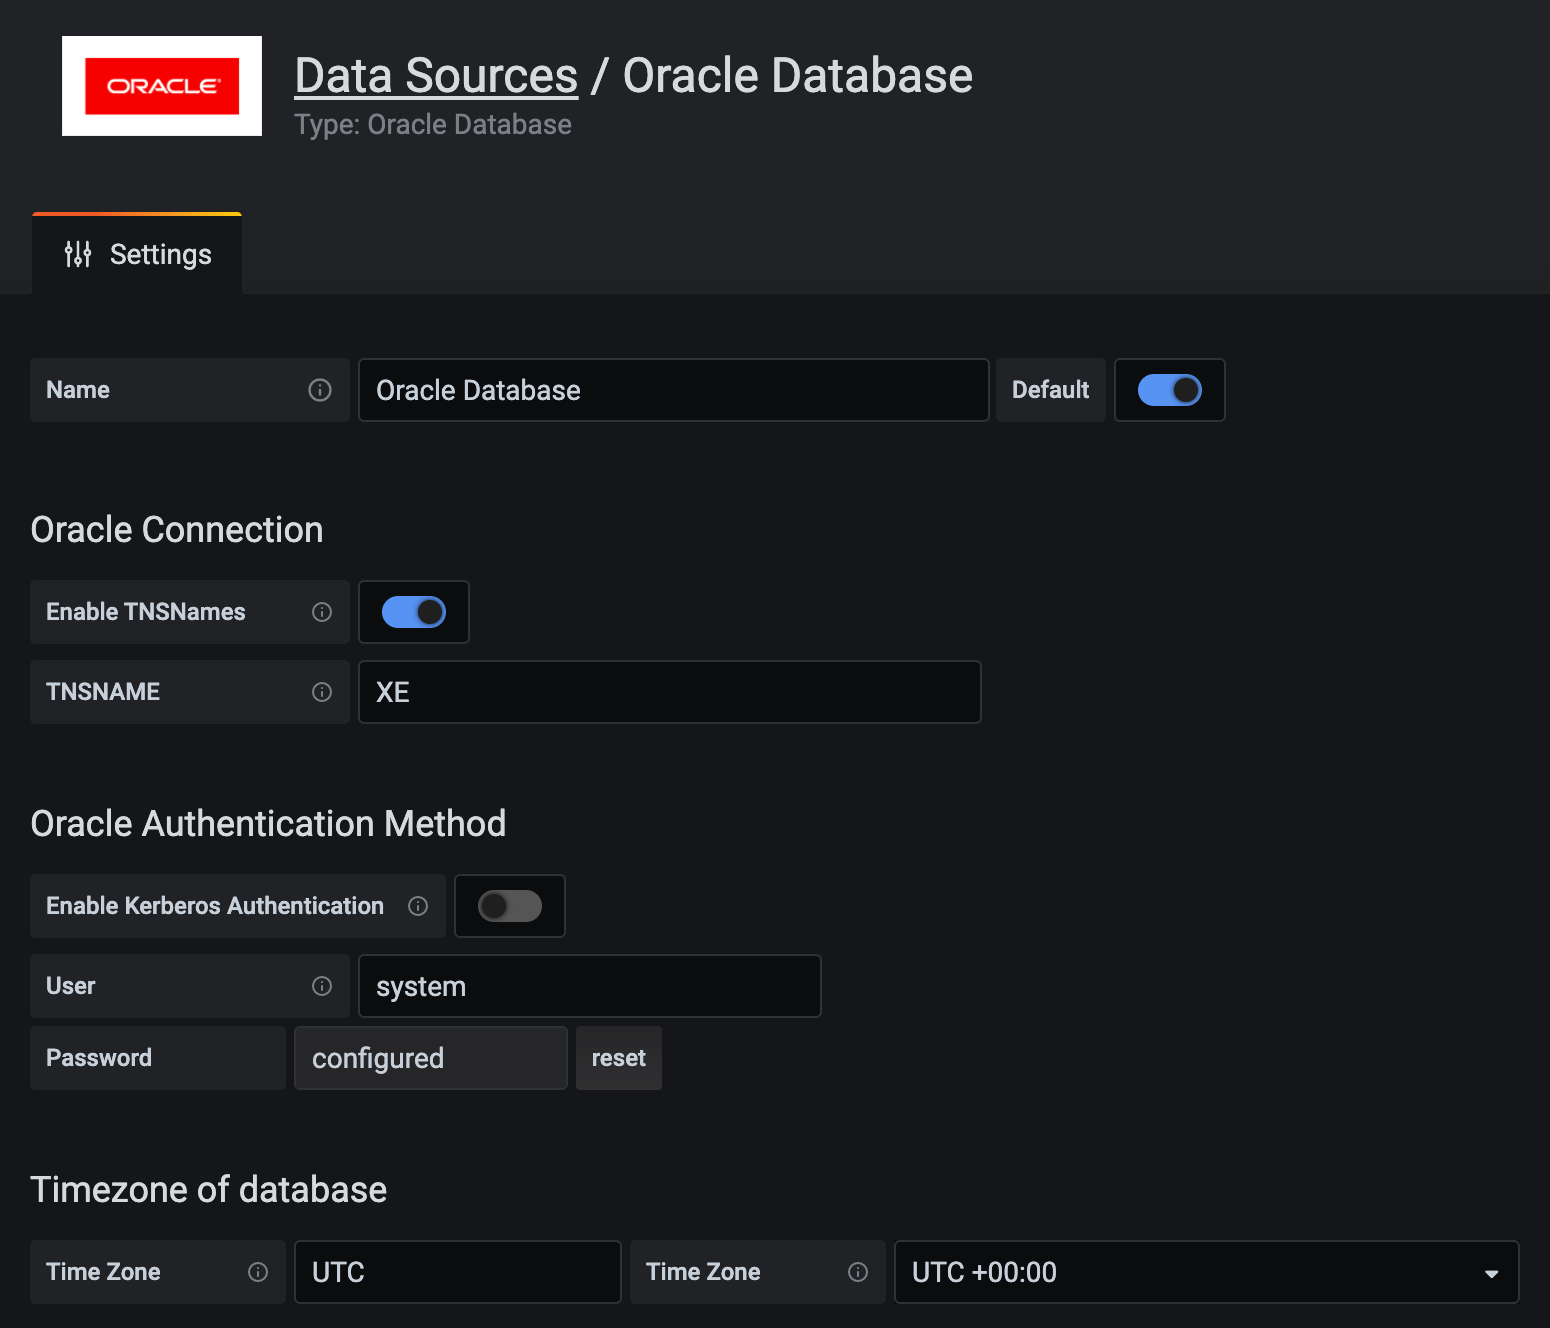 ORACLE®
Data Sources / Oracle Database
Type: Oracle Database
Settings
Name Oracle Database Default
Oracle Connection
Enable TNSNames
TNSNAME XE
Oracle Authentication Method
Enable Kerberos Authentication
User system
Password configured reset
Timezone of database
Time Zone UTC Time Zone UTC +00:00